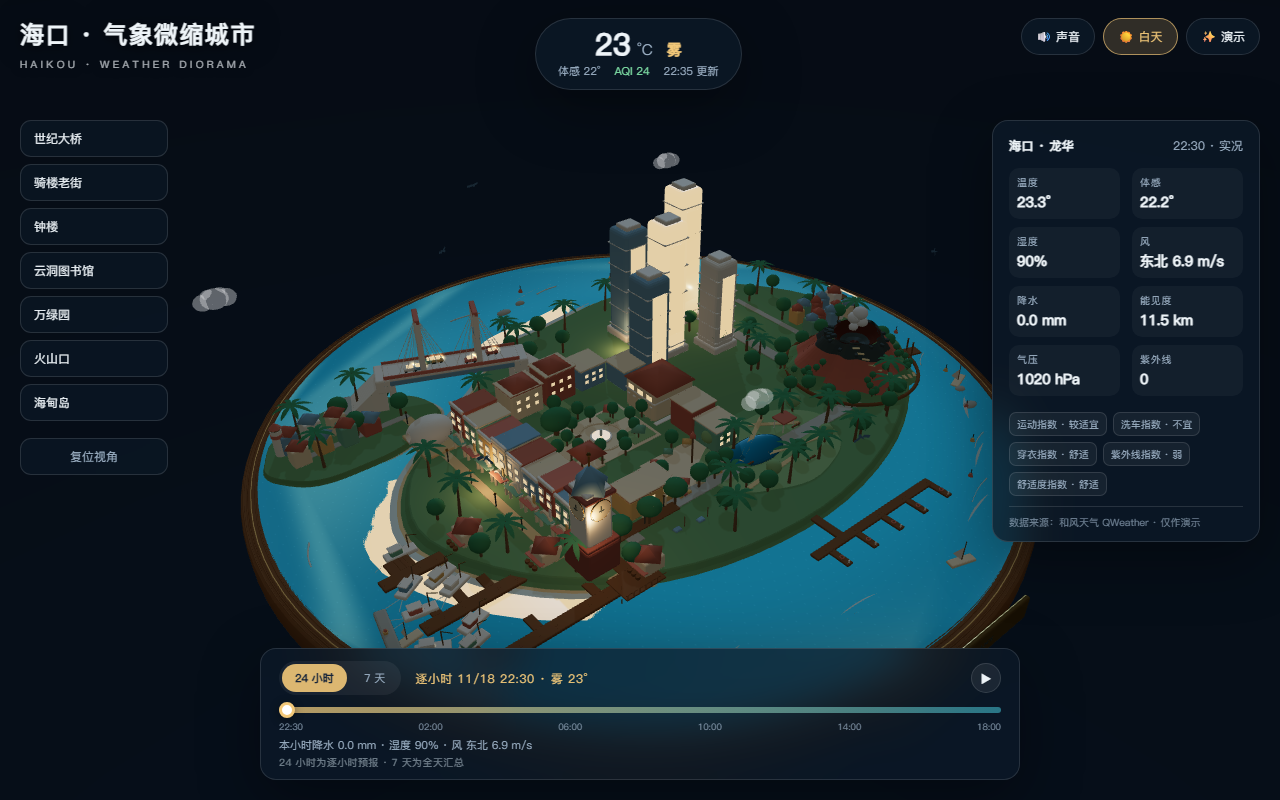 海口 · 气象微缩城市
HAIKOU · WEATHER DIORAMA
23 °C 雾
体感 22° AQI 24 22:35 更新
声音
白天
演示
世纪大桥
骑楼老街
钟楼
云洞图书馆
万绿园
火山口
海甸岛
复位视角
海口 · 龙华 22:30 · 实况
温度 体感
23.3° 22.2°
湿度 风
90% 东北 6.9 m/s
降水 能见度
0.0 mm 11.5 km
气压 紫外线
1020 hPa 0
运动指数 · 较适宜 洗车指数 · 不宜
穿衣指数 · 舒适 紫外线指数 · 弱
舒适度指数 · 舒适
数据来源：和风天气 QWeather · 仅作演示
24 小时 7 天 逐小时 11/18 22:30 · 雾 23°
22:30 02:00 06:00 10:00 14:00 18:00
本小时降水 0.0 mm · 湿度 90% · 风 东北 6.9 m/s
24 小时为逐小时预报 · 7 天为全天汇总